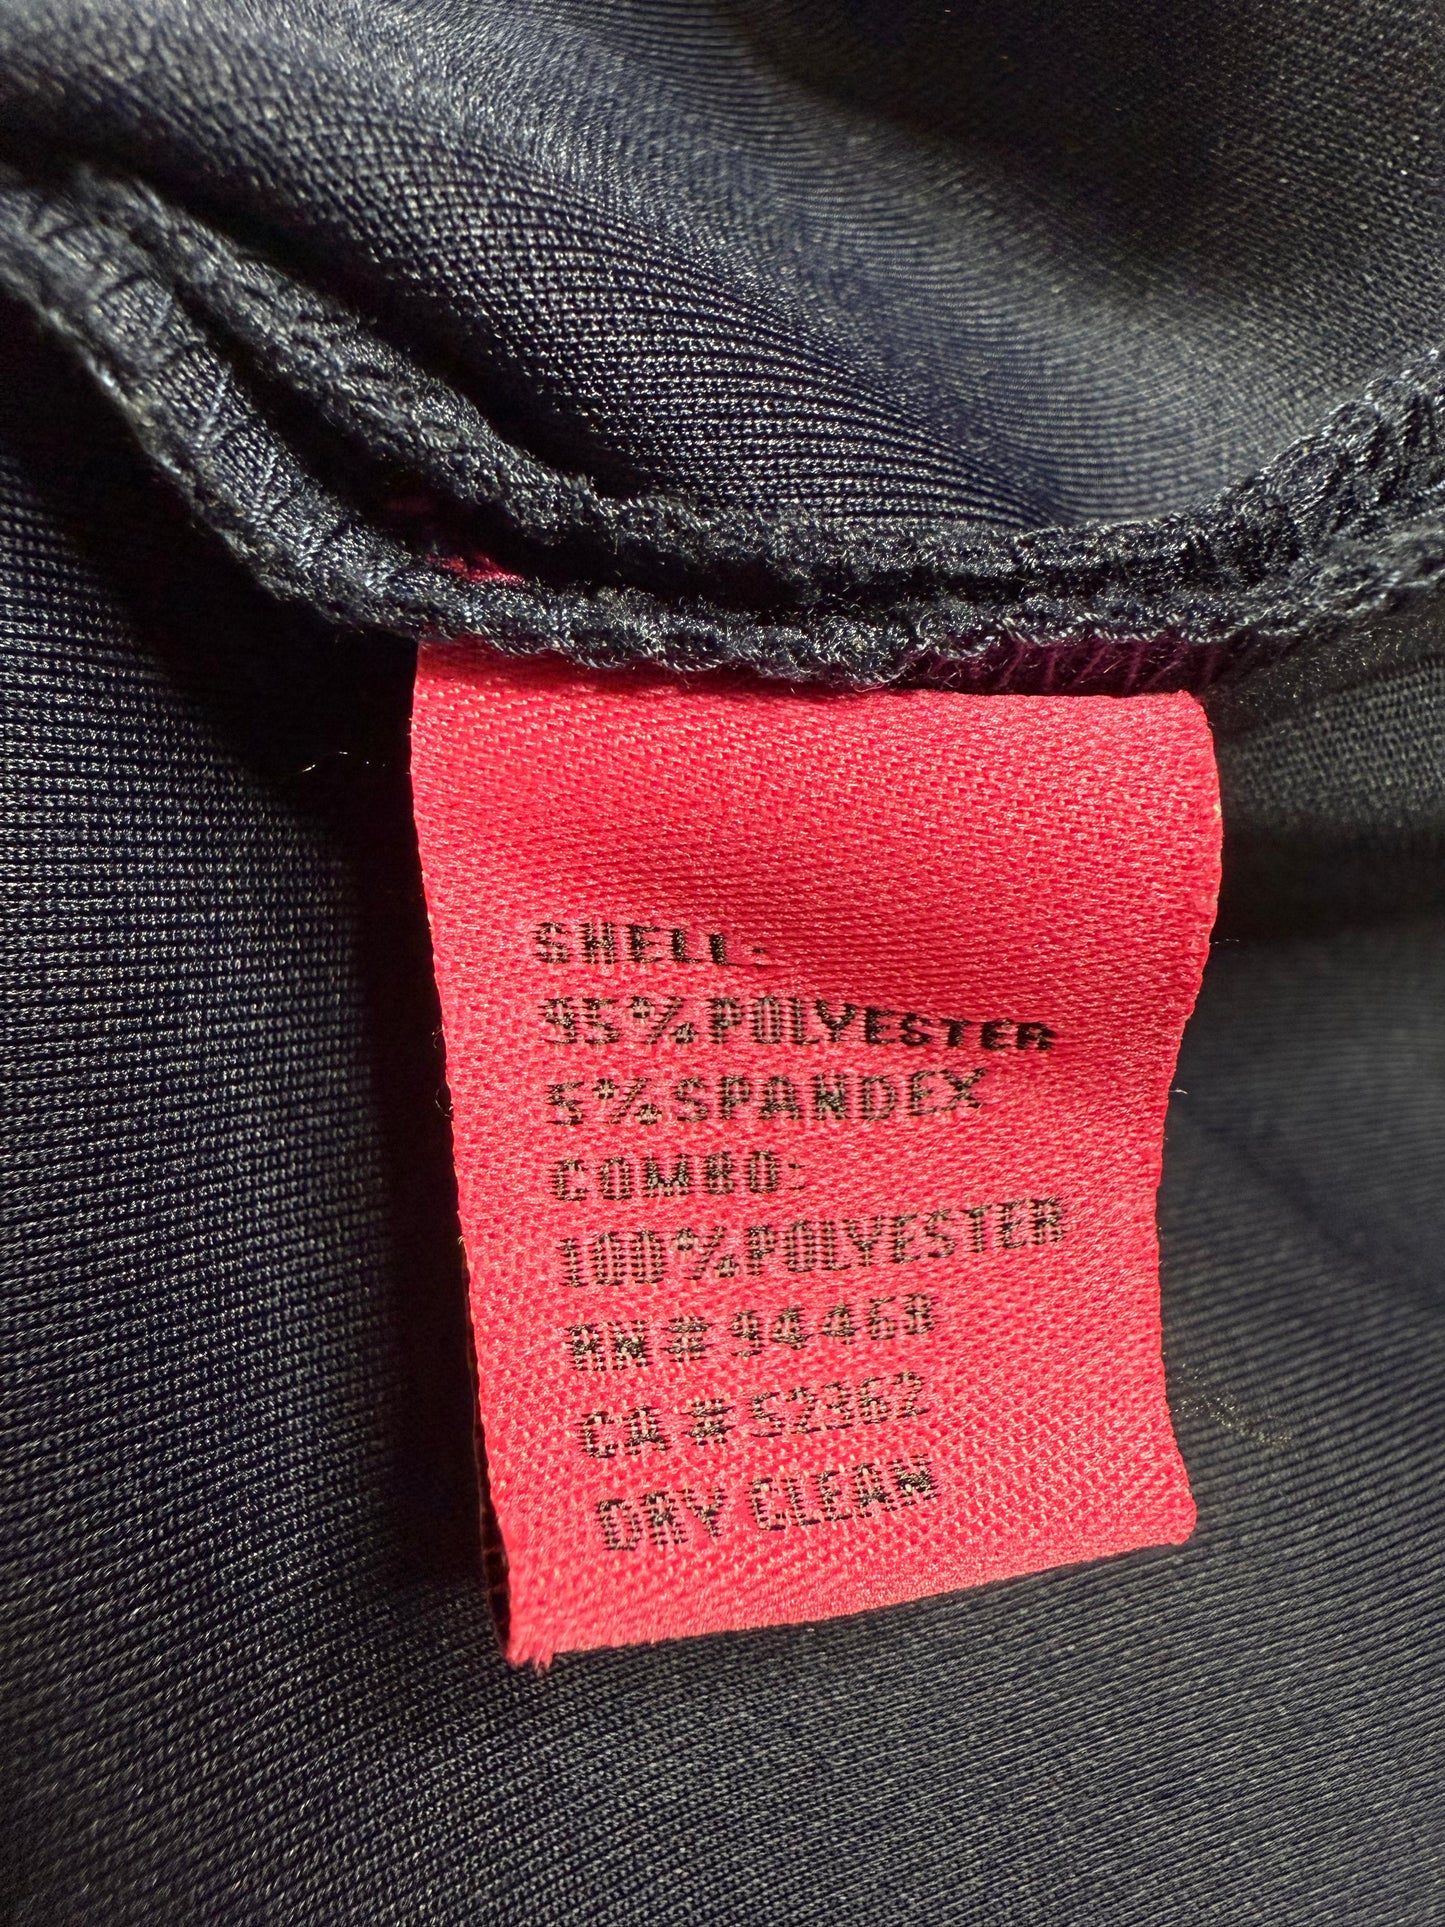 SHELL:
95%POLYESTER
5%SPANDEX
COMBO:
100%POLYESTER
RN#94468
CA#52362
DRY CLEAN